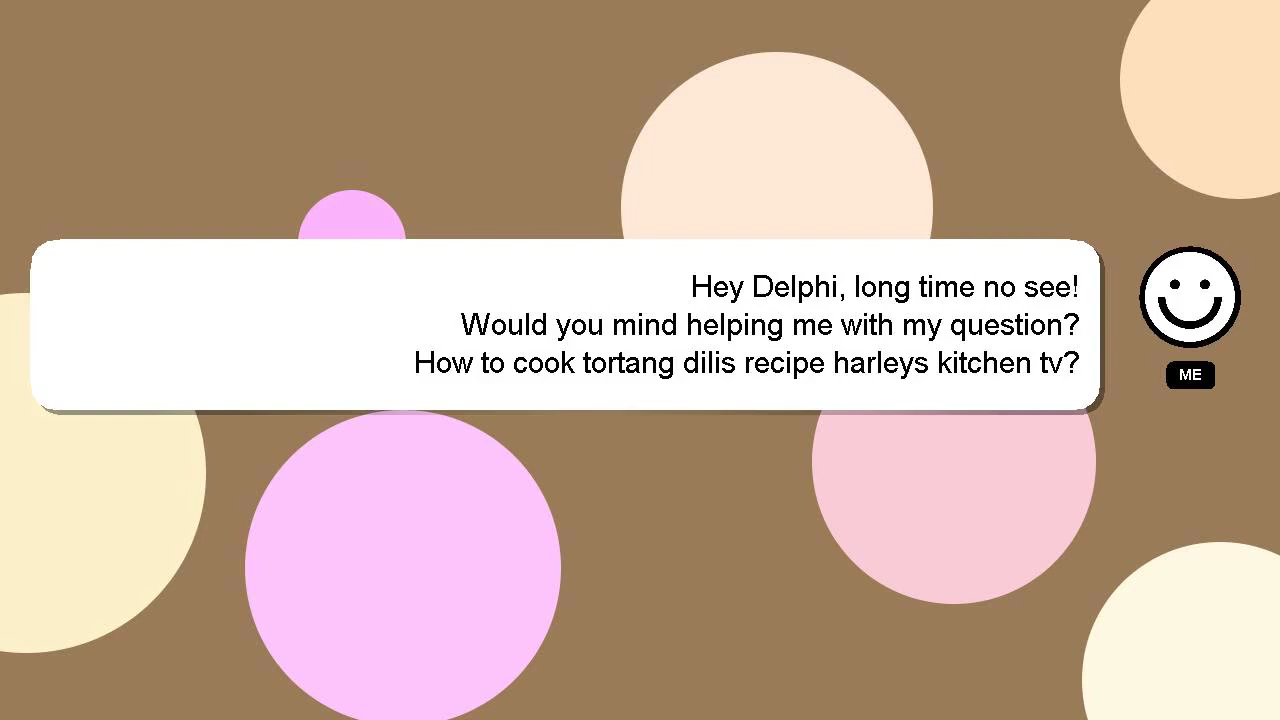 Hey Delphi, long time no see!
Would you mind helping me with my question?
How to cook tortang dilis recipe harleys kitchen tv?
ME